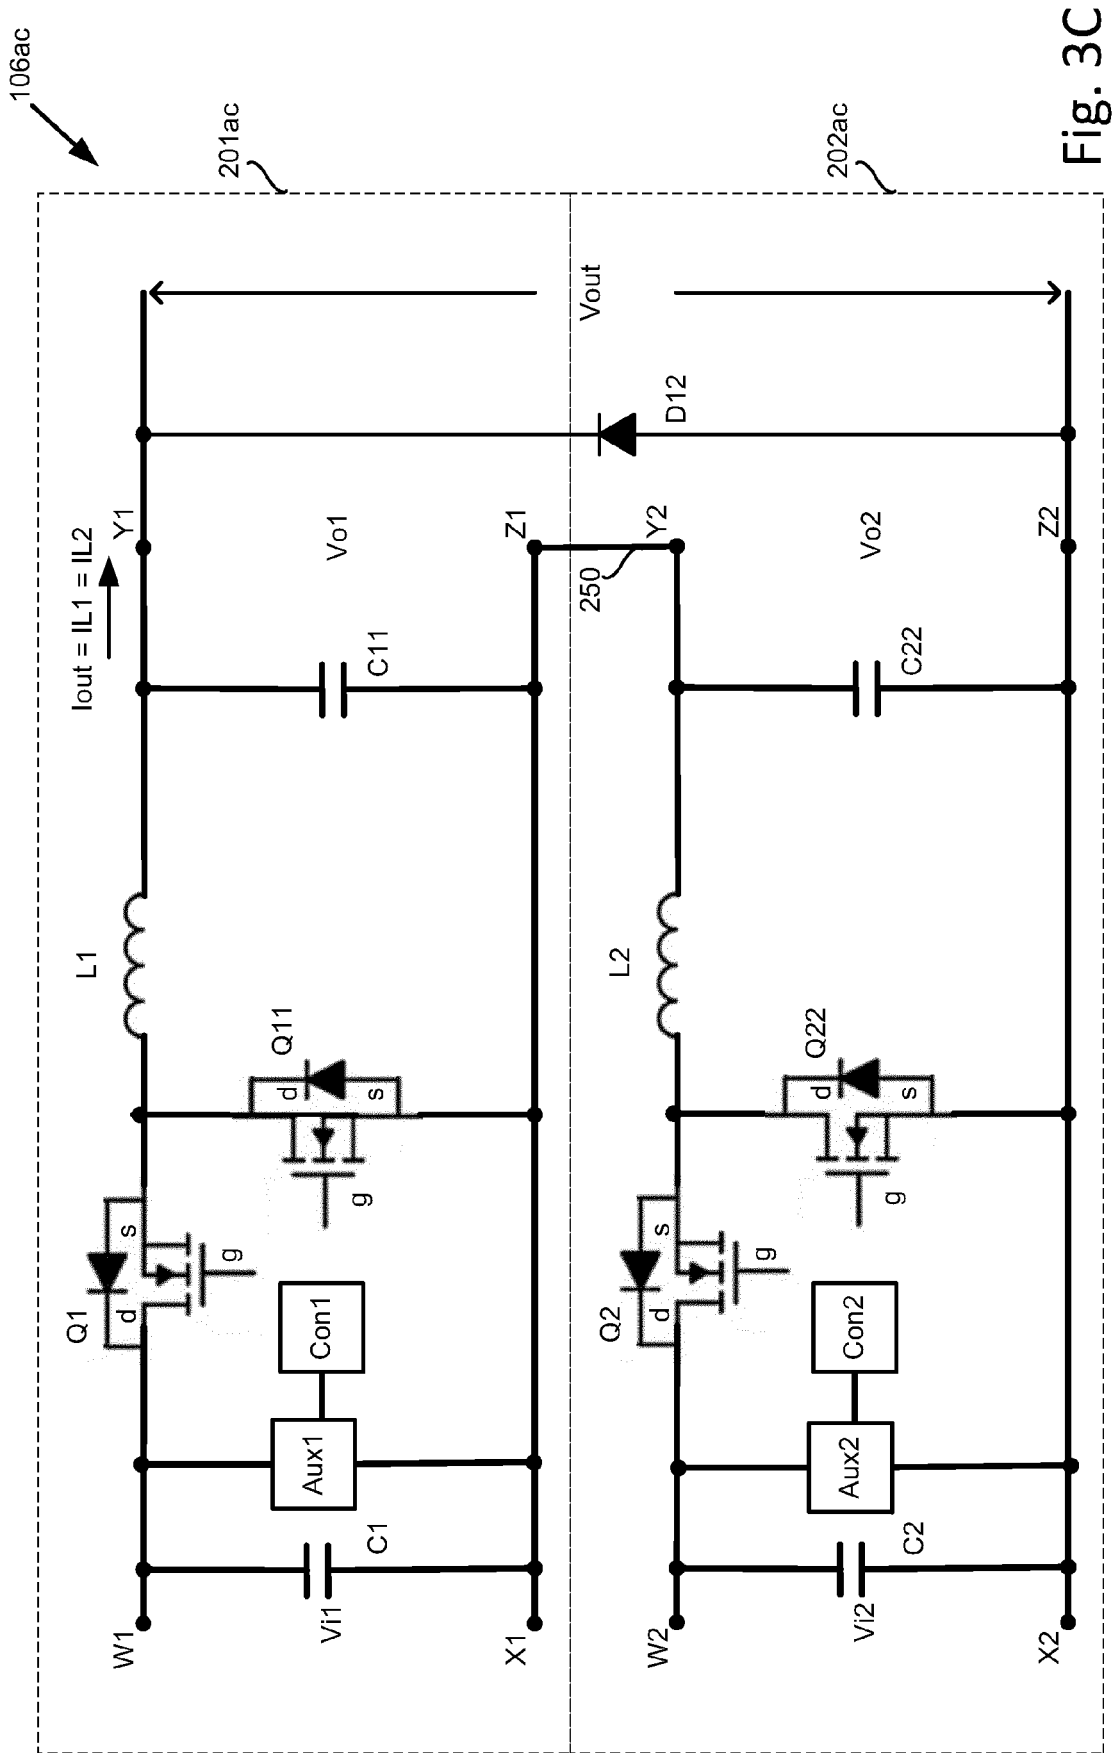 106ac
201ac
202ac
Iout = IL1 = IL2
Y1
Vout
D12
Vo1
Z1
250
Y2
Vo2
Z2
C11
C22
L1
L2
Q11
d
s
g
Q22
d
s
g
Q1
d
s
g
Q2
d
s
g
Con1
Con2
Aux1
Aux2
C1
Vi1
C2
Vi2
W1
X1
W2
X2
Fig. 3C